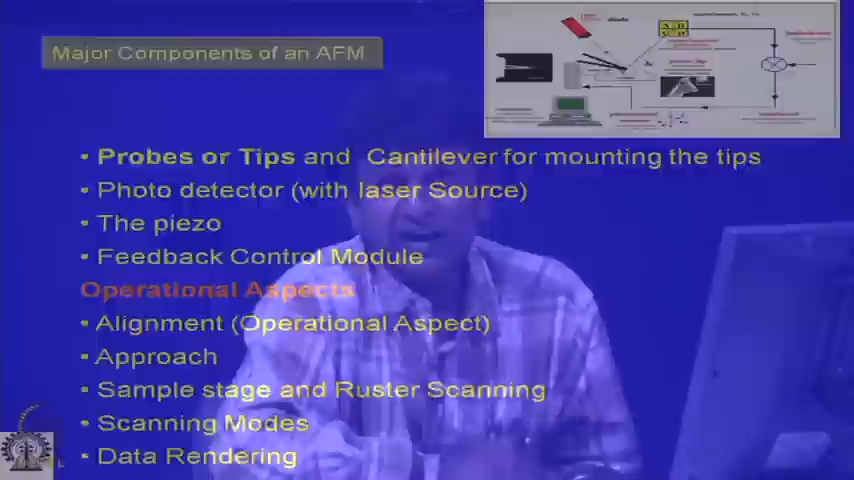 Major Components of an AFM
• Probes or Tips and Cantilever for mounting the tips
• Photo detector (with laser Source)
• The piezo
• Feedback Control Module
Operational Aspects
• Alignment (Operational Aspect)
• Approach
• Sample stage and Ruster Scanning
• Scanning Modes
• Data Rendering